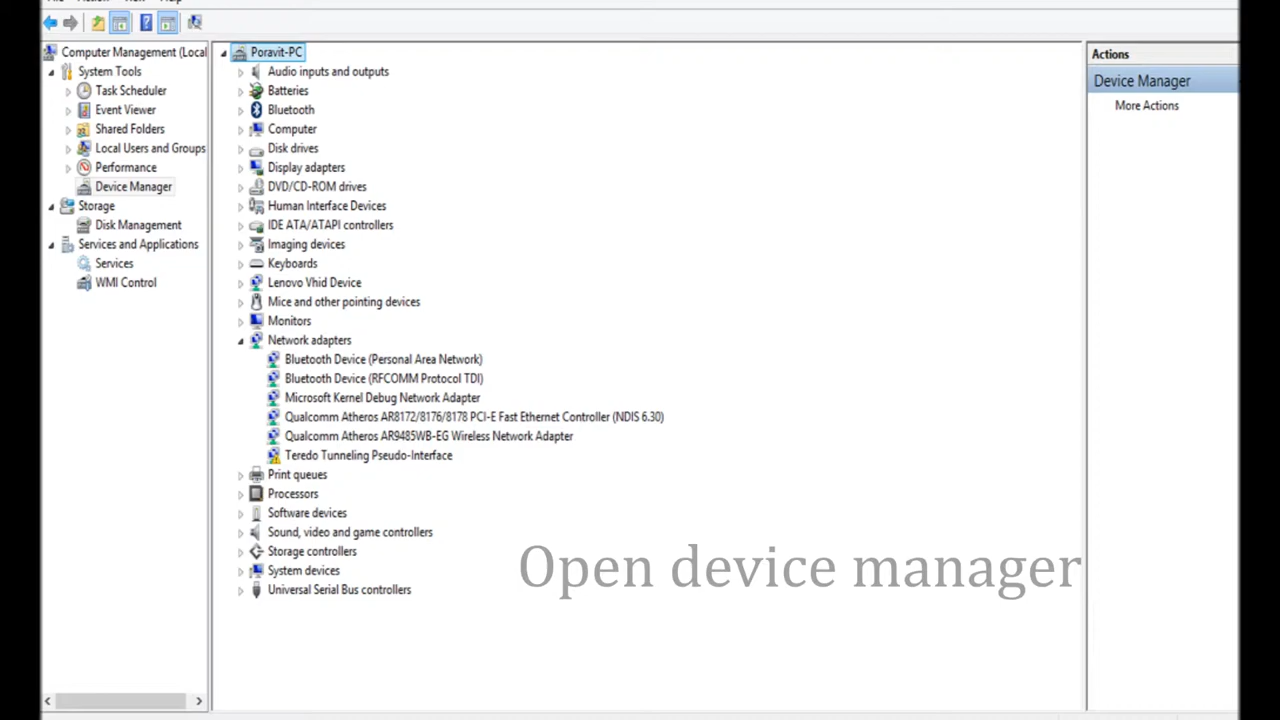 Computer Management (Local
System Tools
Task Scheduler
Event Viewer
Shared Folders
Local Users and Groups
Performance
Device Manager
Storage
Disk Management
Services and Applications
Services
WMI Control
Poravit-PC
Audio inputs and outputs
Batteries
Bluetooth
Computer
Disk drives
Display adapters
DVD/CD-ROM drives
Human Interface Devices
IDE ATA/ATAPI controllers
Imaging devices
Keyboards
Lenovo Vhid Device
Mice and other pointing devices
Monitors
Network adapters
Bluetooth Device (Personal Area Network)
Bluetooth Device (RFCOMM Protocol TDI)
Microsoft Kernel Debug Network Adapter
Qualcomm Atheros AR8172/8176/8178 PCI-E Fast Ethernet Controller (NDIS 6.30)
Qualcomm Atheros AR9485WB-EG Wireless Network Adapter
Teredo Tunneling Pseudo-Interface
Print queues
Processors
Software devices
Sound, video and game controllers
Storage controllers
System devices
Universal Serial Bus controllers
Open device manager
Actions
Device Manager
More Actions